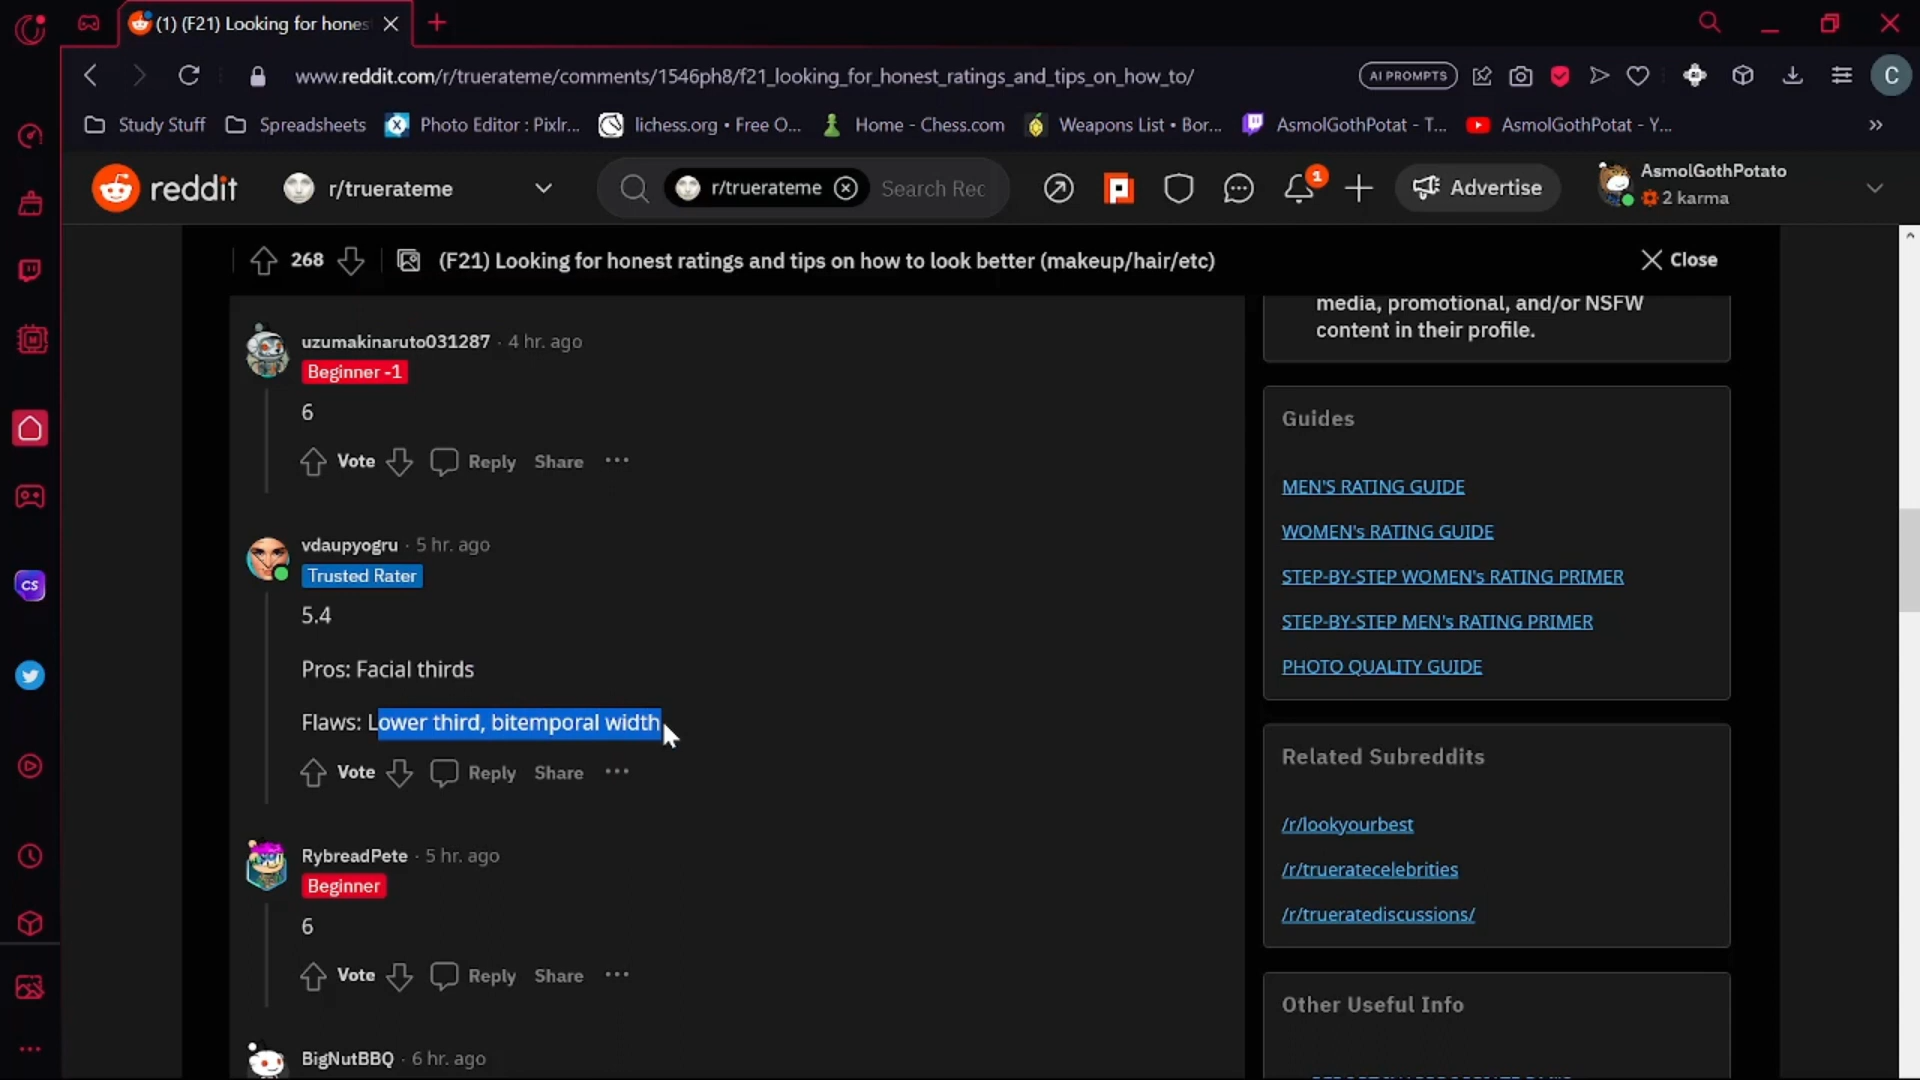 (1) (F21) Looking for hones
www.reddit.com/r/truerateme/comments/1546ph8/f21_looking_for_honest_ratings_and_tips_on_how_to/
AI PROMPTS
C
Study Stuff
Spreadsheets
Photo Editor : Pixlr...
lichess.org • Free O...
Home - Chess.com
Weapons List • Bor...
AsmolGothPotat - T...
AsmolGothPotat - Y...
reddit
r/truerateme
r/truerateme
Search Rec
1
Advertise
AsmolGothPotato
2 karma
268
(F21) Looking for honest ratings and tips on how to look better (makeup/hair/etc)
Close
uzumakinaruto031287 · 4 hr. ago
Beginner -1
6
Vote
Reply
Share
vdaupyogru · 5 hr. ago
Trusted Rater
5.4
Pros: Facial thirds
Flaws: Lower third, bitemporal width
Vote
Reply
Share
RybreadPete · 5 hr. ago
Beginner
6
Vote
Reply
Share
BigNutBBQ · 6 hr. ago
media, promotional, and/or NSFW
content in their profile.
Guides
MEN'S RATING GUIDE
WOMEN's RATING GUIDE
STEP-BY-STEP WOMEN's RATING PRIMER
STEP-BY-STEP MEN's RATING PRIMER
PHOTO QUALITY GUIDE
Related Subreddits
/r/lookyourbest
/r/trueratecelebrities
/r/trueratediscussions/
Other Useful Info
CS